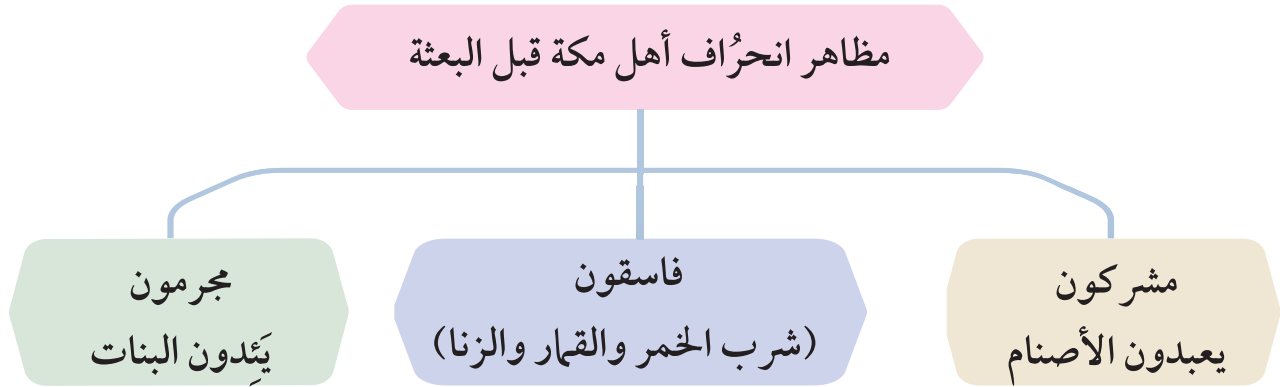 مظاهر انحرُاف أهل مكة قبل البعثة
مشركون
يعبدون الأصنام
فاسقون
(شرب الخمر والقمار والزنا)
مجرمون
يَئِدون البنات